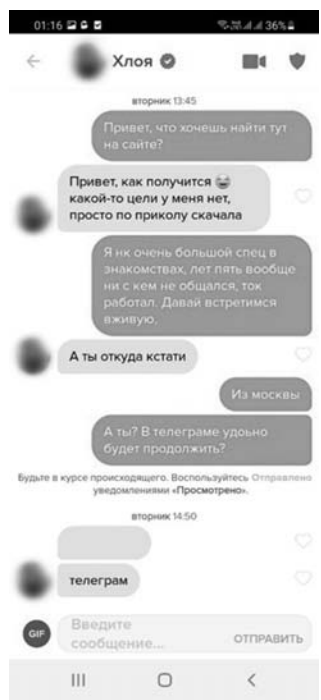 01:16
36%
Хлоя
вторник 13:45
Привет, что хочешь найти тут
на сайте?
Привет, как получится
какой-то цели у меня нет,
просто по приколу скачала
Я нк очень большой спец в
знакомствах, лет пять вообще
ни с кем не общался, ток
работал. Давай встретимся
вживую,
А ты откуда кстати
Из москвы
А ты? В телеграме удоьно
будет продолжить?
Будьте в курсе происходящего. Воспользуйтесь Отправлено
уведомлениями «Просмотрено».
вторник 14:50
телеграм
GIF
Введите
сообщение...
ОТПРАВИТЬ